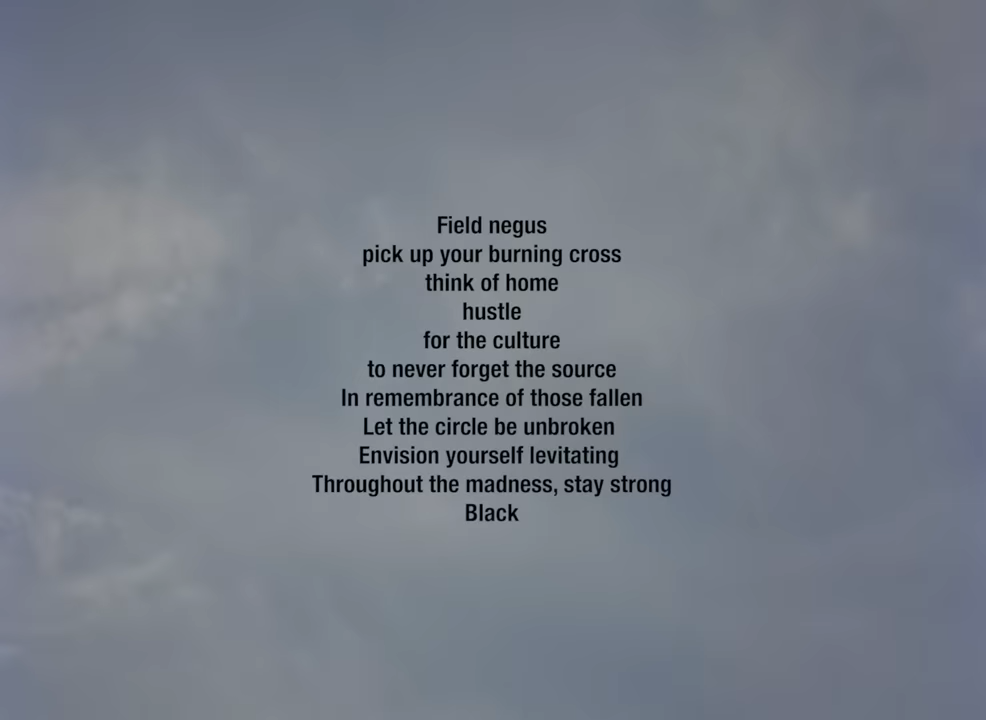 Field negus
pick up your burning cross
think of home
hustle
for the culture
to never forget the source
In remembrance of those fallen
Let the circle be unbroken
Envision yourself levitating
Throughout the madness, stay strong
Black